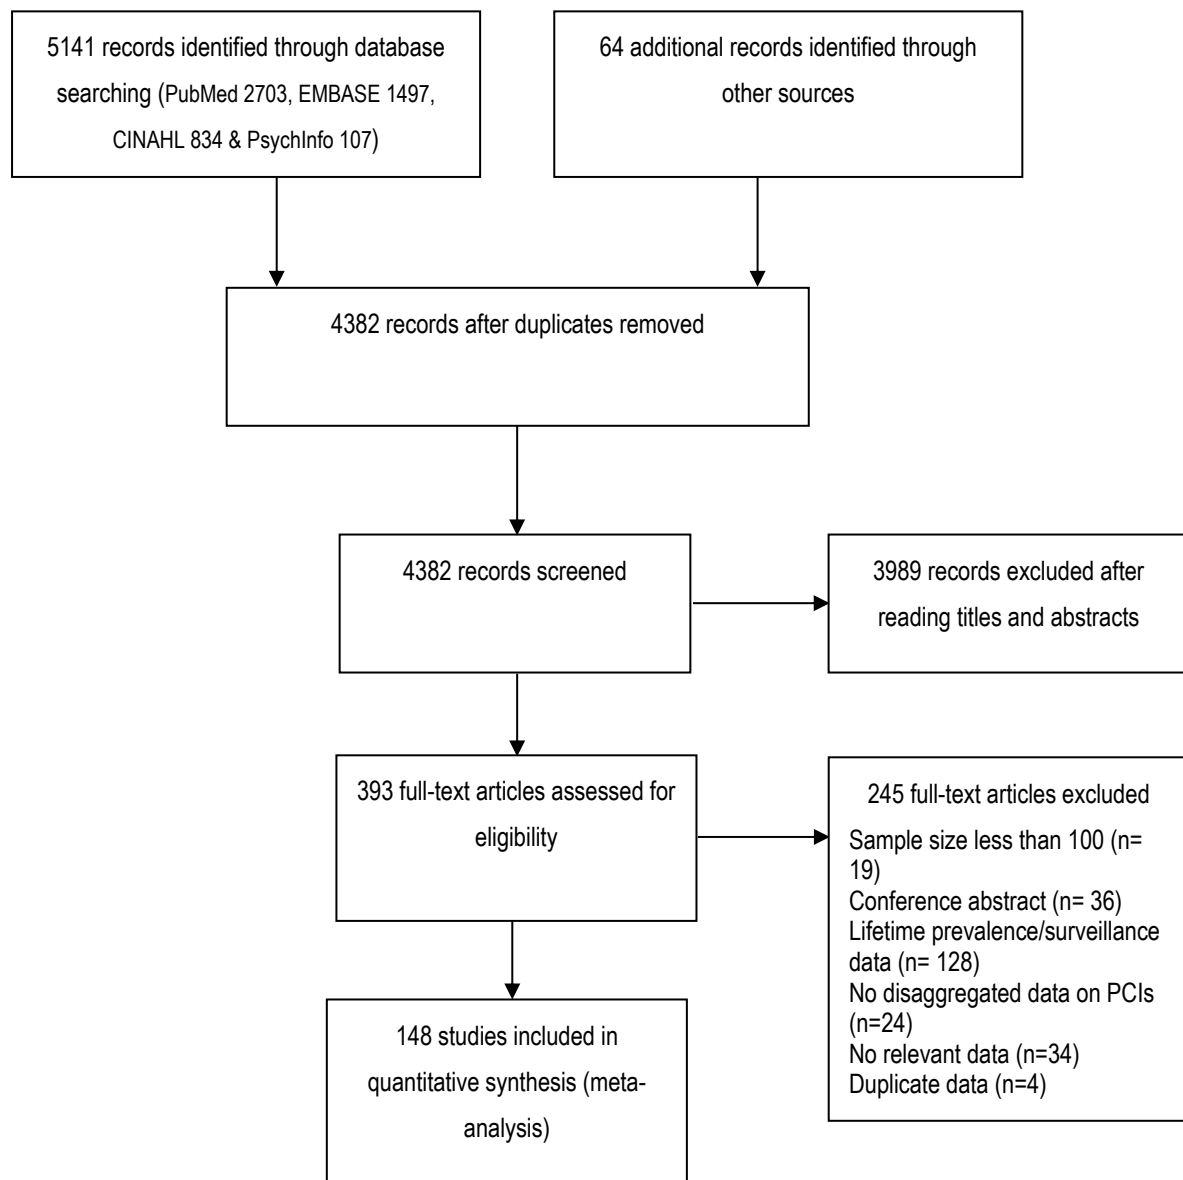 5141 records identified through database
searching (PubMed 2703, EMBASE 1497,
CINAHL 834 & PsychInfo 107)
64 additional records identified through
other sources
4382 records after duplicates removed
4382 records screened
3989 records excluded after
reading titles and abstracts
393 full-text articles assessed for
eligibility
245 full-text articles excluded
Sample size less than 100 (n=
19)
Conference abstract (n= 36)
Lifetime prevalence/surveillance
data (n= 128)
No disaggregated data on PCIs
(n=24)
No relevant data (n=34)
Duplicate data (n=4)
148 studies included in
quantitative synthesis (meta-
analysis)